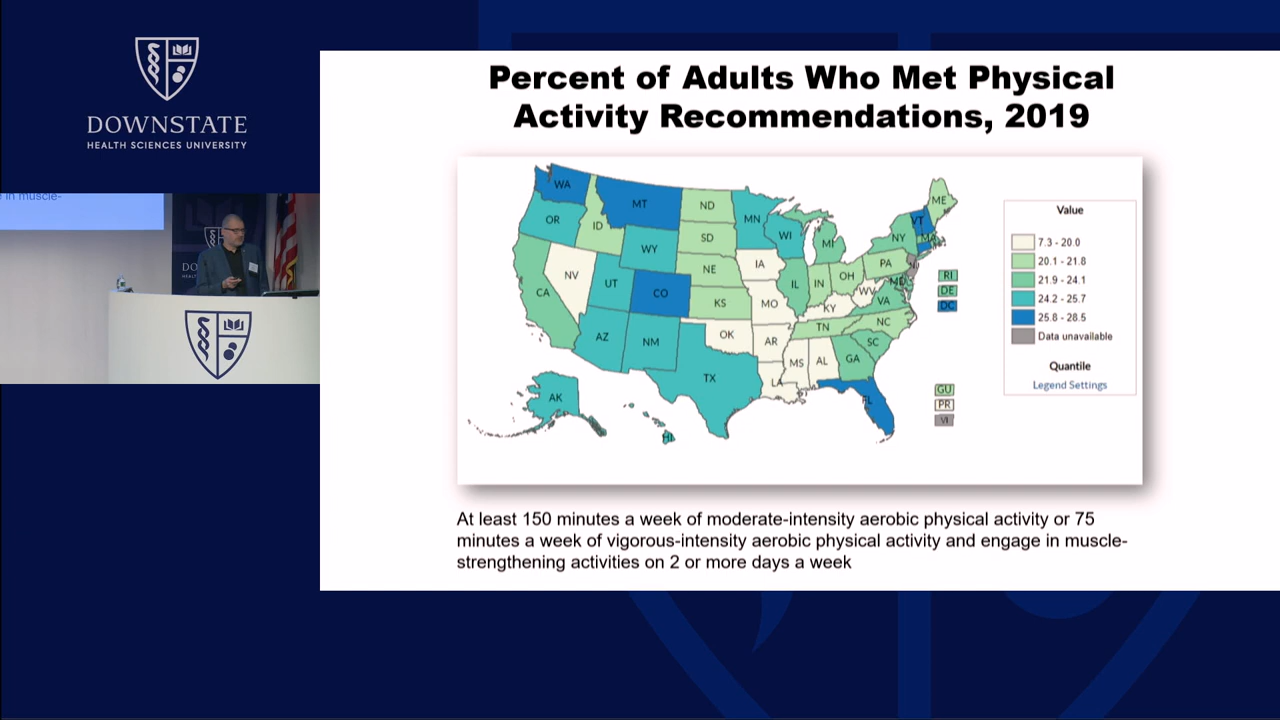 DOWNSTATE
HEALTH SCIENCES UNIVERSITY
e in muscle-
DO
Percent of Adults Who Met Physical
Activity Recommendations, 2019
WA
MT
ND
MN
ME
OR
ID
SD
WI
MI
NY
VT
MA
WY
NE
IA
PA
NV
UT
CO
KS
IL
IN
OH
WV
MD
NJ
CA
MO
KY
VA
AZ
NM
OK
AR
TN
NC
SC
TX
LA
MS
AL
GA
AK
HI
FL
RI
DE
DC
GU
PR
VI
Value
7.3 - 20.0
20.1 - 21.8
21.9 - 24.1
24.2 - 25.7
25.8 - 28.5
Data unavailable
Quantile
Legend Settings
At least 150 minutes a week of moderate-intensity aerobic physical activity or 75
minutes a week of vigorous-intensity aerobic physical activity and engage in muscle-
strengthening activities on 2 or more days a week